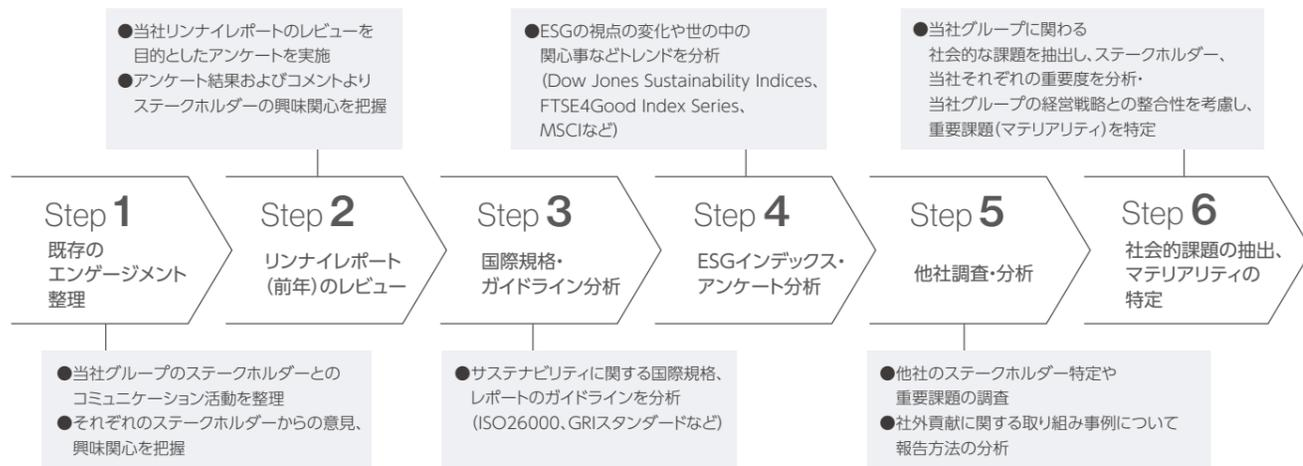 ●当社リンナイレポートのレビューを
目的としたアンケートを実施
●アンケート結果およびコメントより
ステークホルダーの興味関心を把握
●ESGの視点の変化や世の中の
関心事などトレンドを分析
(Dow Jones Sustainability Indices、
FTSE4Good Index Series、
MSCIなど)
●当社グループに関わる
社会的な課題を抽出し、ステークホルダー、
当社それぞれの重要度を分析・
当社グループの経営戦略との整合性を考慮し、
重要課題(マテリアリティ)を特定
Step 1
既存の
エンゲージメント
整理
Step 2
リンナイレポート
(前年)のレビュー
Step 3
国際規格・
ガイドライン分析
Step 4
ESGインデックス・
アンケート分析
Step 5
他社調査・分析
Step 6
社会的課題の抽出、
マテリアリティの
特定
●当社グループのステークホルダーとの
コミュニケーション活動を整理
●それぞれのステークホルダーからの意見、
興味関心を把握
●サステナビリティに関する国際規格、
レポートのガイドラインを分析
(ISO26000、GRIスタンダードなど)
●他社のステークホルダー特定や
重要課題の調査
●社外貢献に関する取り組み事例について
報告方法の分析